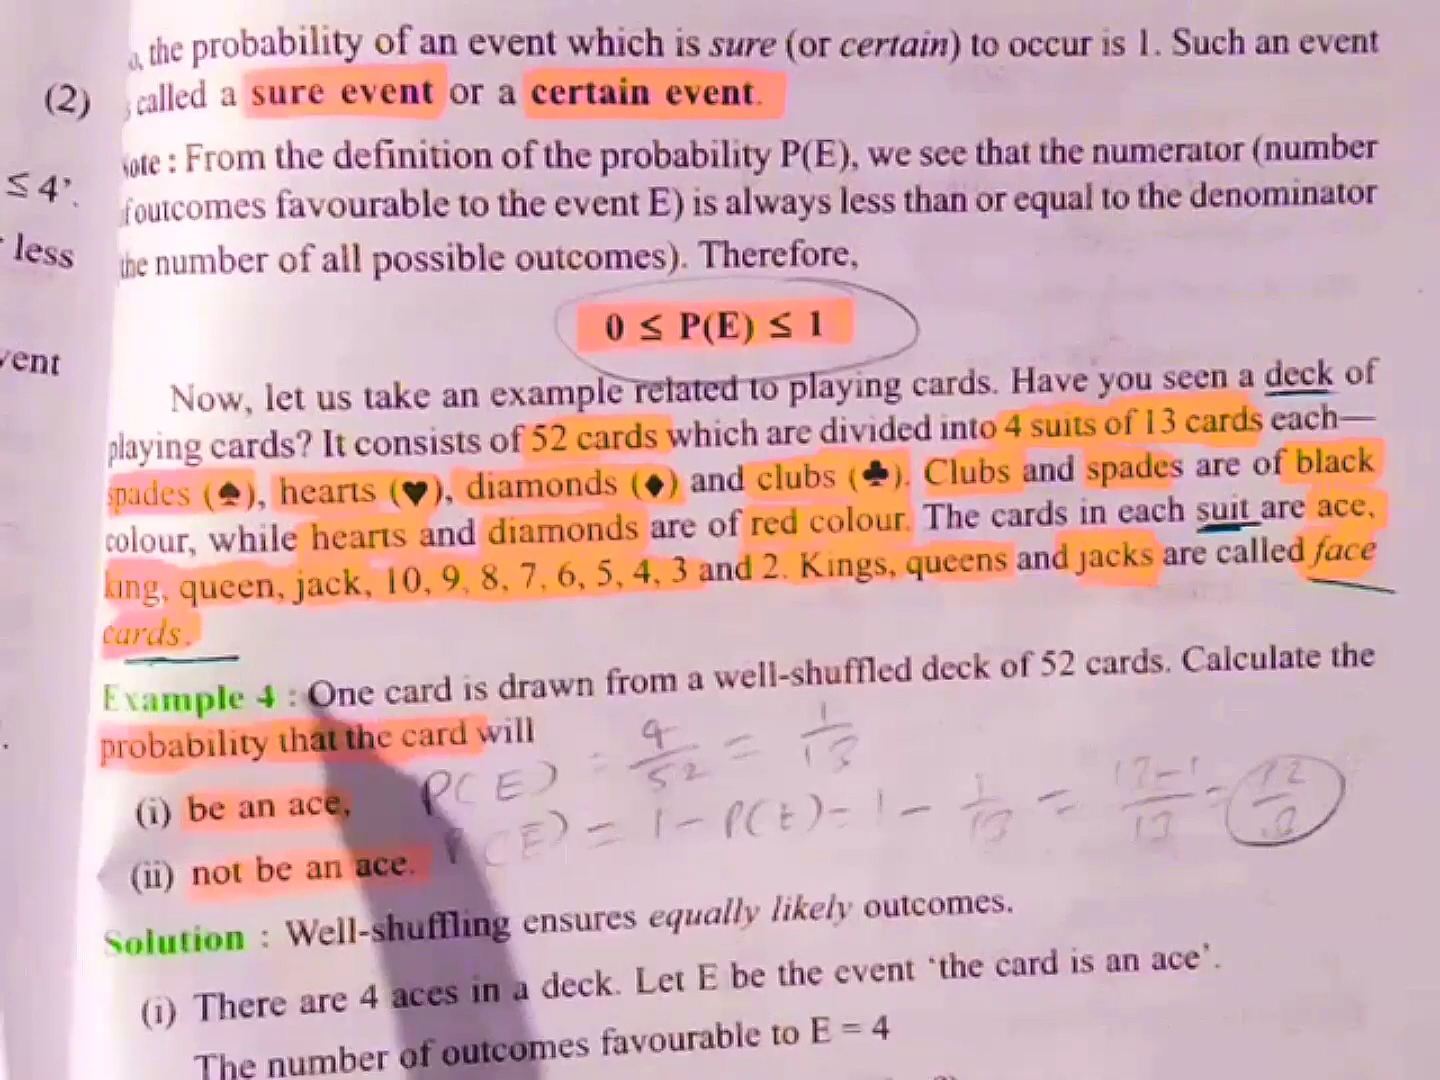 the probability of an event which is sure (or certain) to occur is 1. Such an event
(2)
called a sure event or a certain event.
ote : From the definition of the probability P(E), we see that the numerator (number
≤ 4’.
f outcomes favourable to the event E) is always less than or equal to the denominator
less
the number of all possible outcomes). Therefore,
0 ≤ P(E) ≤ 1
vent
Now, let us take an example related to playing cards. Have you seen a deck of
playing cards? It consists of 52 cards which are divided into 4 suits of 13 cards each—
spades (♠), hearts (♥), diamonds (♦) and clubs (♣). Clubs and spades are of black
colour, while hearts and diamonds are of red colour. The cards in each suit are ace,
king, queen, jack, 10, 9, 8, 7, 6, 5, 4, 3 and 2. Kings, queens and jacks are called face
cards.
Example 4 : One card is drawn from a well-shuffled deck of 52 cards. Calculate the
probability that the card will
P(E) = 4/52 = 1/13
(i) be an ace,
(E) = 1 - P(E) = 1 - 1/13 =
(ii) not be an ace.
Solution : Well-shuffling ensures equally likely outcomes.
(i) There are 4 aces in a deck. Let E be the event ‘the card is an ace’.
The number of outcomes favourable to E = 4